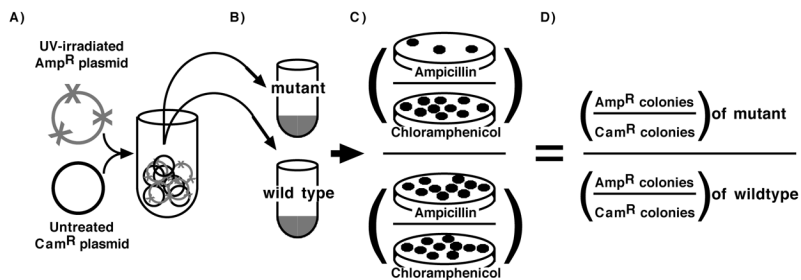 A)
B)
C)
D)
UV-irradiated
AmpR plasmid
Untreated
CamR plasmid
mutant
wild type
Ampicillin
Chloramphenicol
Ampicillin
Chloramphenicol
=
(AmpR colonies
CamR colonies) of mutant
(AmpR colonies
CamR colonies) of wildtype